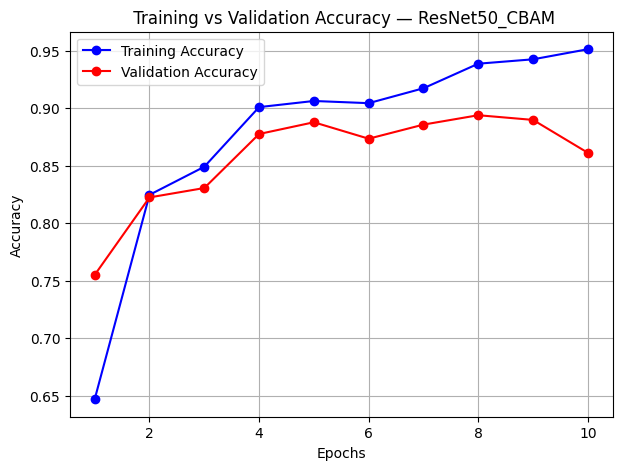 Training vs Validation Accuracy — ResNet50_CBAM
Training Accuracy
Validation Accuracy
Accuracy
0.95
0.90
0.85
0.80
0.75
0.70
0.65
2 4 6 8 10
Epochs